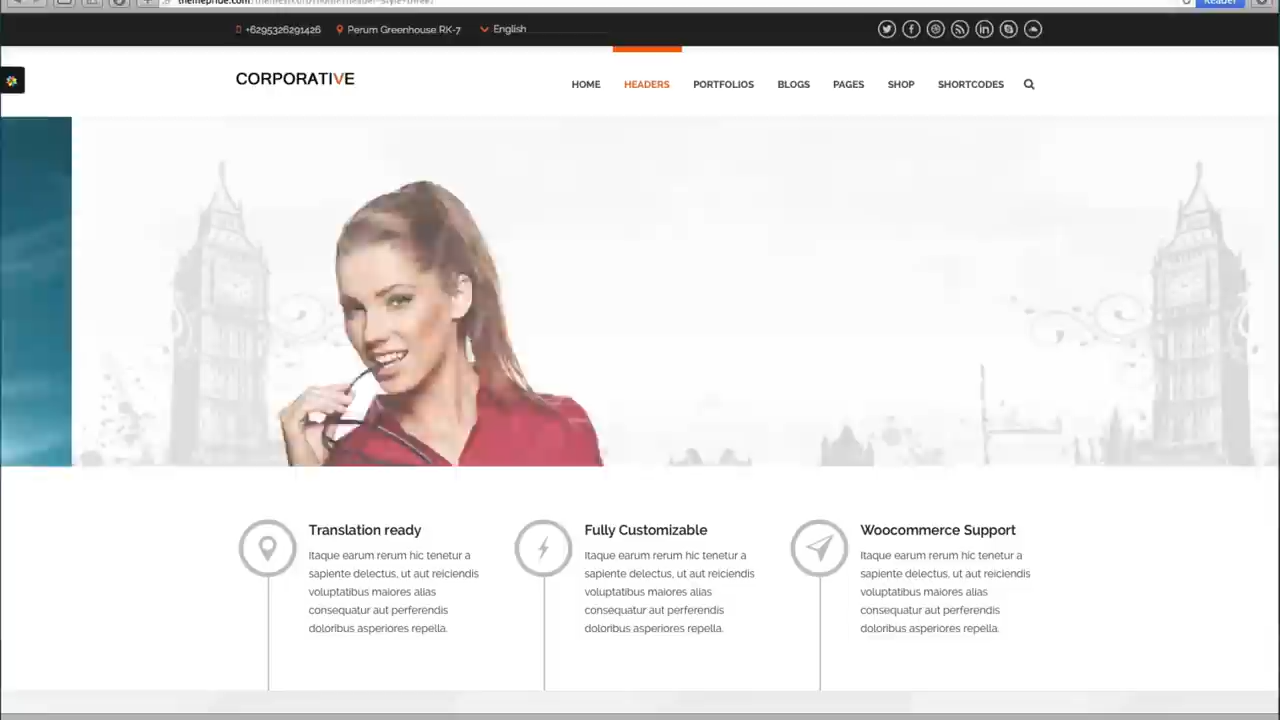 themepride.com
Reader
+6295326291426 Perum Greenhouse RK-7 English
CORPORATIVE
HOME HEADERS PORTFOLIOS BLOGS PAGES SHOP SHORTCODES
Translation ready
Itaque earum rerum hic tenetur a
sapiente delectus, ut aut reiciendis
voluptatibus maiores alias
consequatur aut perferendis
doloribus asperiores repella.
Fully Customizable
Itaque earum rerum hic tenetur a
sapiente delectus, ut aut reiciendis
voluptatibus maiores alias
consequatur aut perferendis
doloribus asperiores repella.
Woocommerce Support
Itaque earum rerum hic tenetur a
sapiente delectus, ut aut reiciendis
voluptatibus maiores alias
consequatur aut perferendis
doloribus asperiores repella.